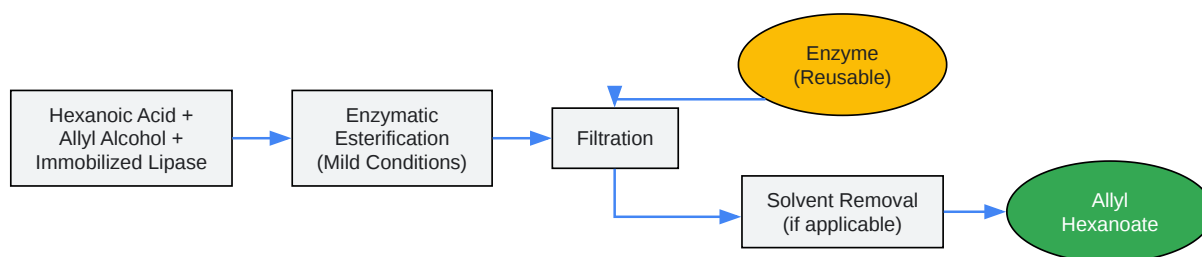 Hexanoic Acid +
Allyl Alcohol +
Immobilized Lipase
Enzymatic
Esterification
(Mild Conditions)
Filtration
Enzyme
(Reusable)
Solvent Removal
(if applicable)
Allyl
Hexanoate